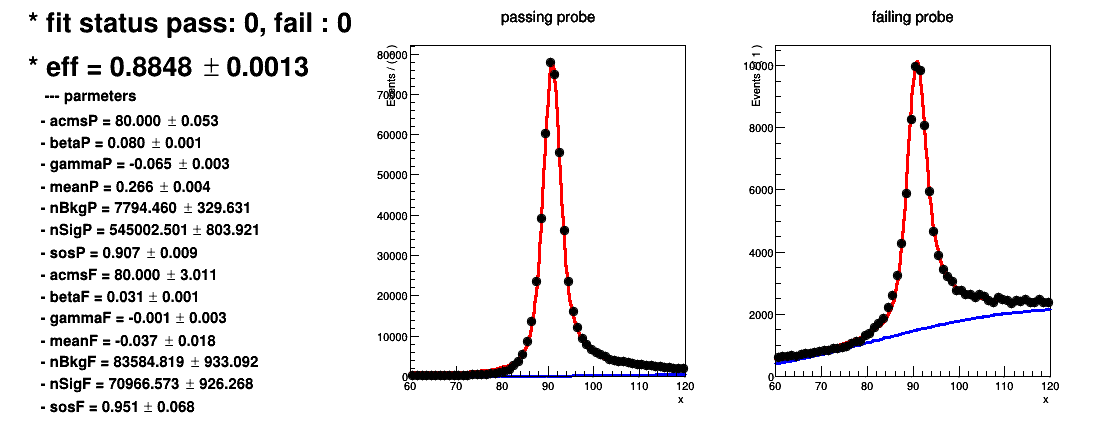 * fit status pass: 0, fail : 0
* eff = 0.8848 ± 0.0013
--- parmeters
- acmsP = 80.000 ± 0.053
- betaP = 0.080 ± 0.001
- gammaP = -0.065 ± 0.003
- meanP = 0.266 ± 0.004
- nBkgP = 7794.460 ± 329.631
- nSigP = 545002.501 ± 803.921
- sosP = 0.907 ± 0.009
- acmsF = 80.000 ± 3.011
- betaF = 0.031 ± 0.001
- gammaF = -0.001 ± 0.003
- meanF = -0.037 ± 0.018
- nBkgF = 83584.819 ± 933.092
- nSigF = 70966.573 ± 926.268
- sosF = 0.951 ± 0.068
passing probe
Events / ( 1 )
80000
70000
60000
50000
40000
30000
20000
10000
0
60 70 80 90 100 110 120
x
failing probe
Events / ( 1 )
10000
8000
6000
4000
2000
0
60 70 80 90 100 110 120
x